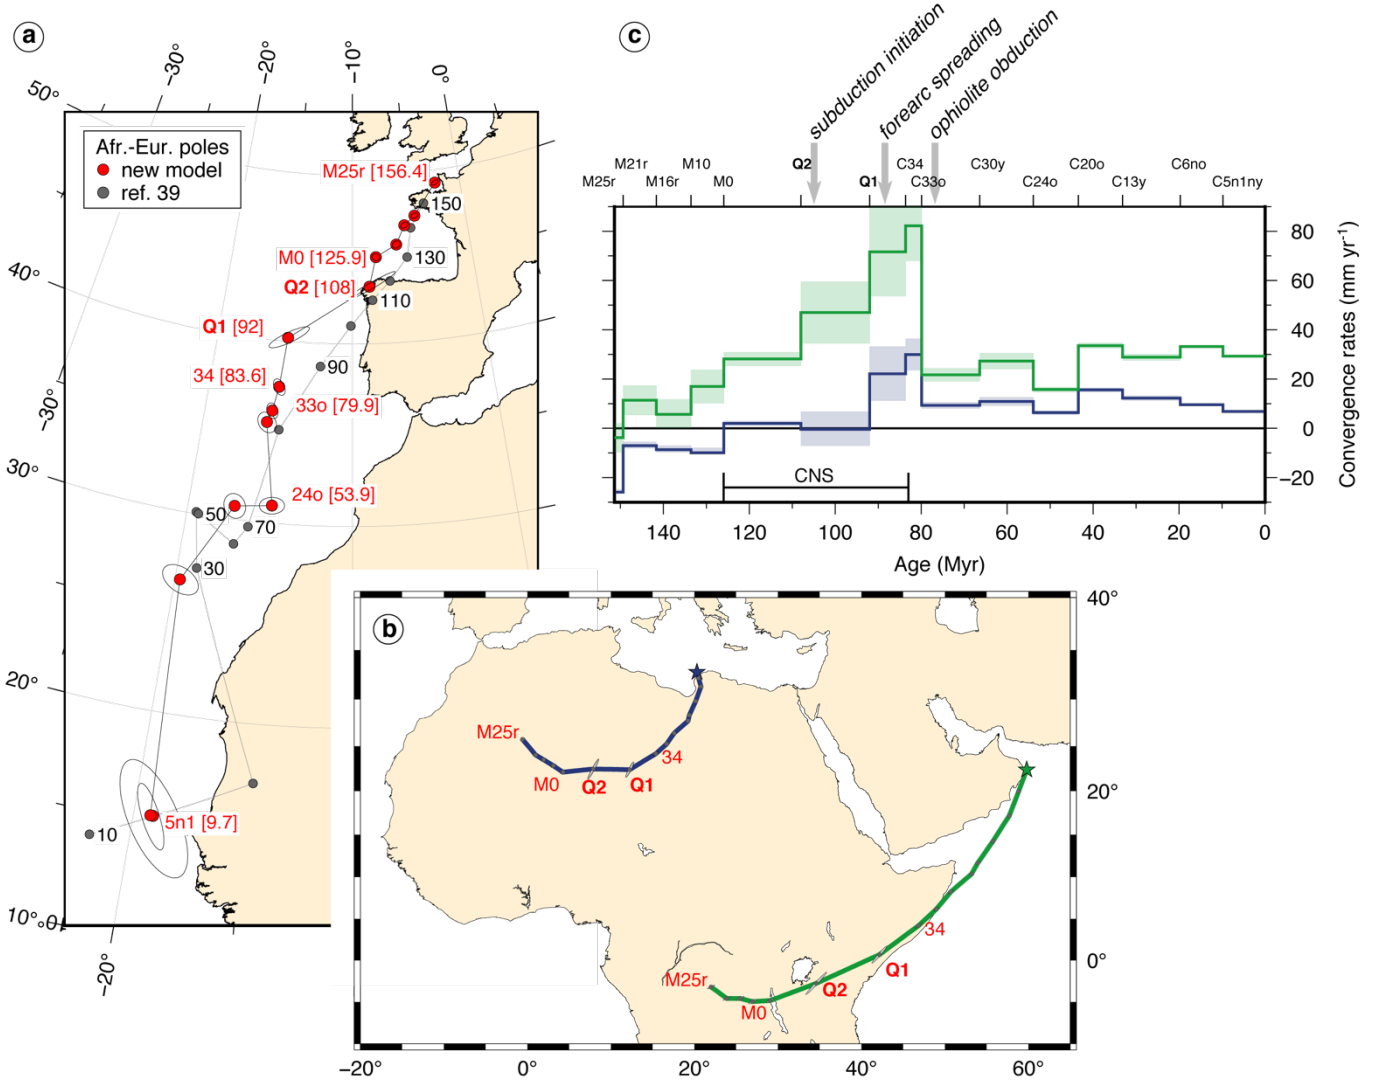 a
-30°
-20°
-10°
0°
50°
40°
-30°
30°
20°
10°
-20°
Afr.-Eur. poles
new model
ref. 39
M25r [156.4]
150
M0 [125.9]
130
Q2 [108]
110
Q1 [92]
90
34 [83.6]
33o [79.9]
24o [53.9]
50
70
30
5n1 [9.7]
10
c
subduction initiation
forearc spreading
ophiolite obduction
M21r M10 Q2 C34 C30y C20o C6no
M25r M16r M0 Q1 C33o C24o C13y C5n1ny
80
60
40
20
0
−20
Convergence rates (mm yr⁻¹)
CNS
140 120 100 80 60 40 20 0
Age (Myr)
b
40°
20°
0°
M25r
M0
Q2
Q1
34
34
Q1
Q2
M25r
M0
−20° 0° 20° 40° 60°